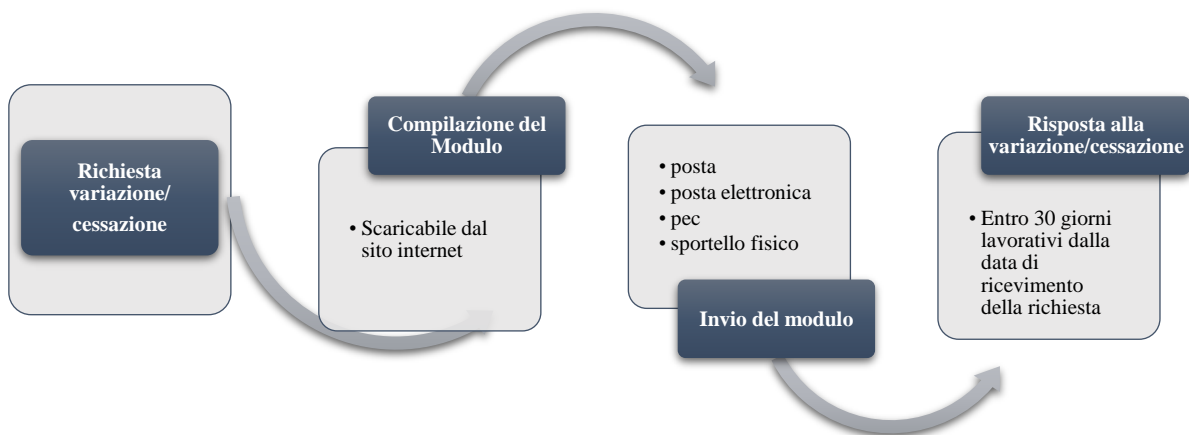 Richiesta
variazione/
cessazione
Compilazione del
Modulo
• Scaricabile dal
sito internet
• posta
• posta elettronica
• pec
• sportello fisico
Invio del modulo
Risposta alla
variazione/cessazione
• Entro 30 giorni
lavorativi dalla
data di
ricevimento
della richiesta